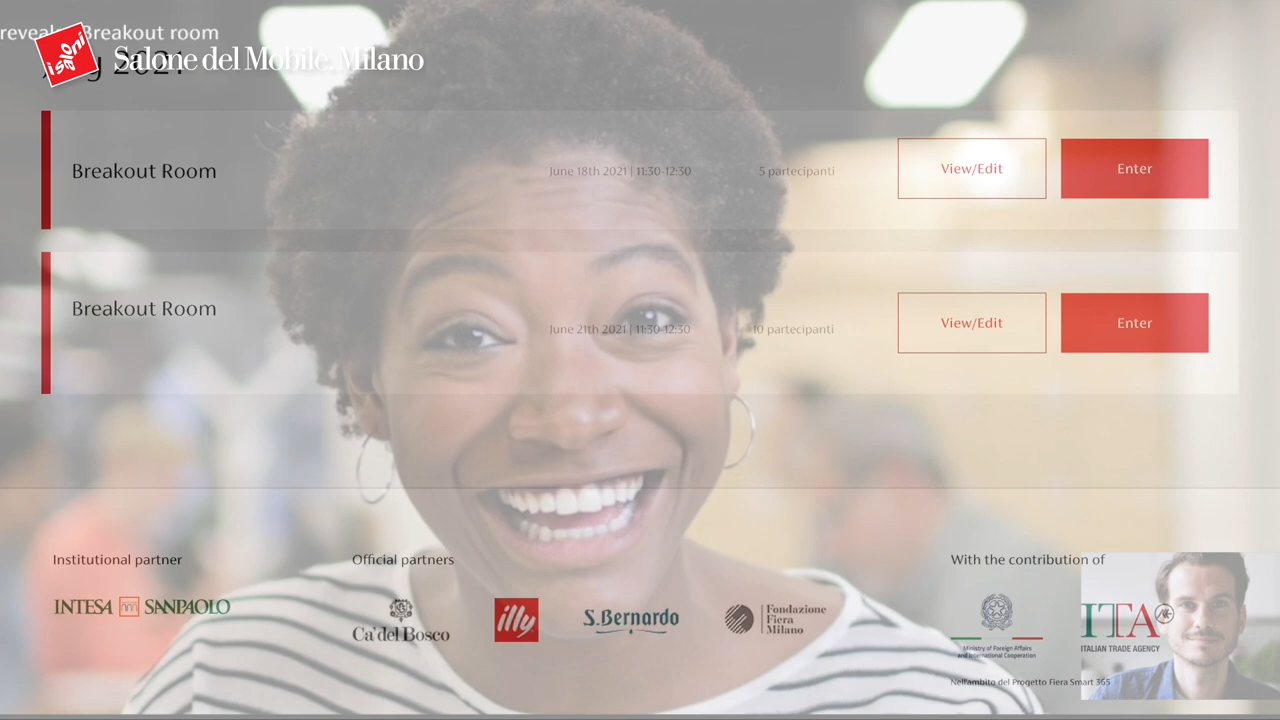 reveal Breakout room
Salone del Mobile.Milano
2021
Breakout Room
June 18th 2021 | 11:30-12:30
5 partecipanti
View/Edit
Enter
Breakout Room
June 21th 2021 | 11:30-12:30
10 partecipanti
View/Edit
Enter
Institutional partner
Official partners
With the contribution of
INTESA SANPAOLO
Ca'del Bosco
illy
S.Bernardo
Fondazione
Fiera
Milano
Ministry of Foreign Affairs
and International Cooperation
ITA
ITALIAN TRADE AGENCY
Nell'ambito del Progetto Fiera Smart 365
i saloni